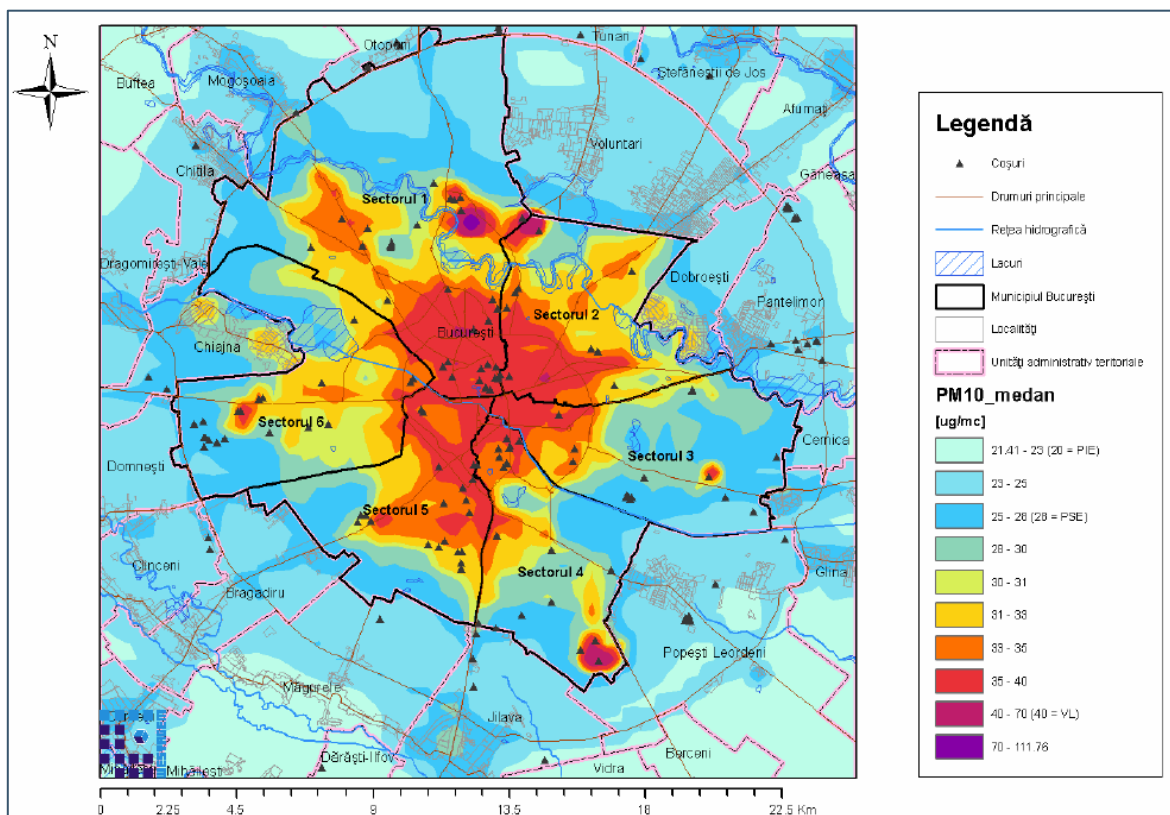 N
Otopeni
Tunari
Ștefăneștii de Jos
Buftea
Mogoșoaia
Afumați
Voluntari
Chitila
Găneasa
Sectorul 1
Dragomirești-Vale
Dobroești
Pantelimon
Sectorul 2
București
Chiajna
Sectorul 6
Cernica
Sectorul 3
Domnești
Sectorul 5
Clinceni
Sectorul 4
Glina
Bragadiru
Popești Leordeni
Măgurele
Jilava
Dărăști-Ilfov
Berceni
Vidra
Mihăilești
0 2.25 4.5 9 13.5 18 22.5 Km
Legendă
Coșuri
Drumuri principale
Rețea hidrografică
Lacuri
Municipiul București
Localități
Unități administrativ teritoriale
PM10_medan
[ug/mc]
21.41 - 23 (20 = PIE)
23 - 25
25 - 28 (28 = PSE)
28 - 30
30 - 31
31 - 33
33 - 35
35 - 40
40 - 70 (40 = VL)
70 - 111.76